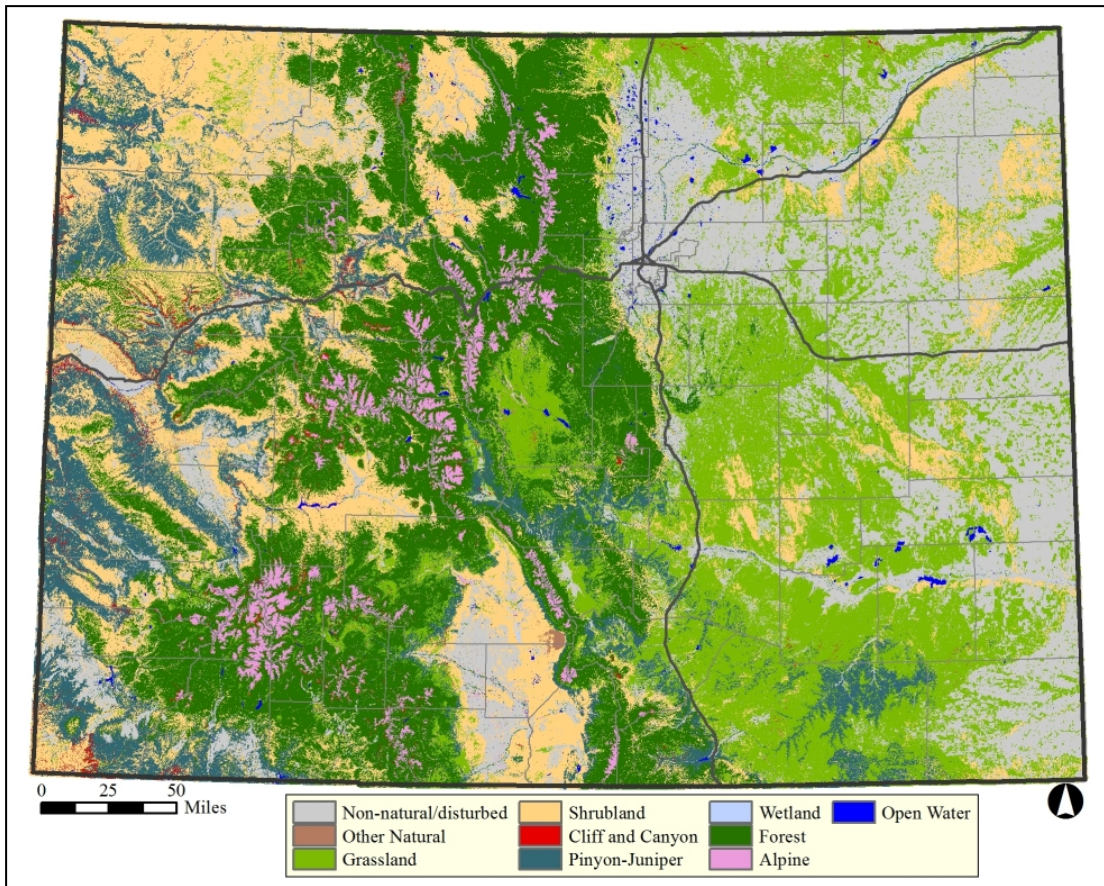 0 25 50
Miles
Non-natural/disturbed Shrubland Wetland Open Water
Other Natural Cliff and Canyon Forest
Grassland Pinyon-Juniper Alpine